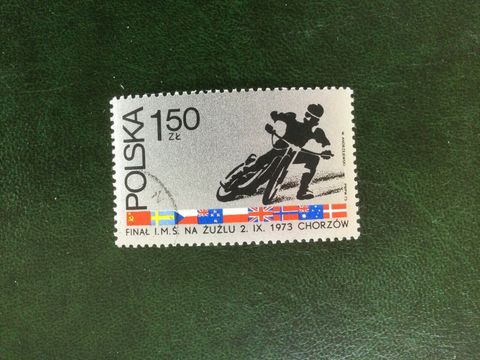 POLSKA
1 50
ZŁ
FINAŁ I.M.Ś. NA ŻUŻLU 2. IX. 1973 CHORZÓW